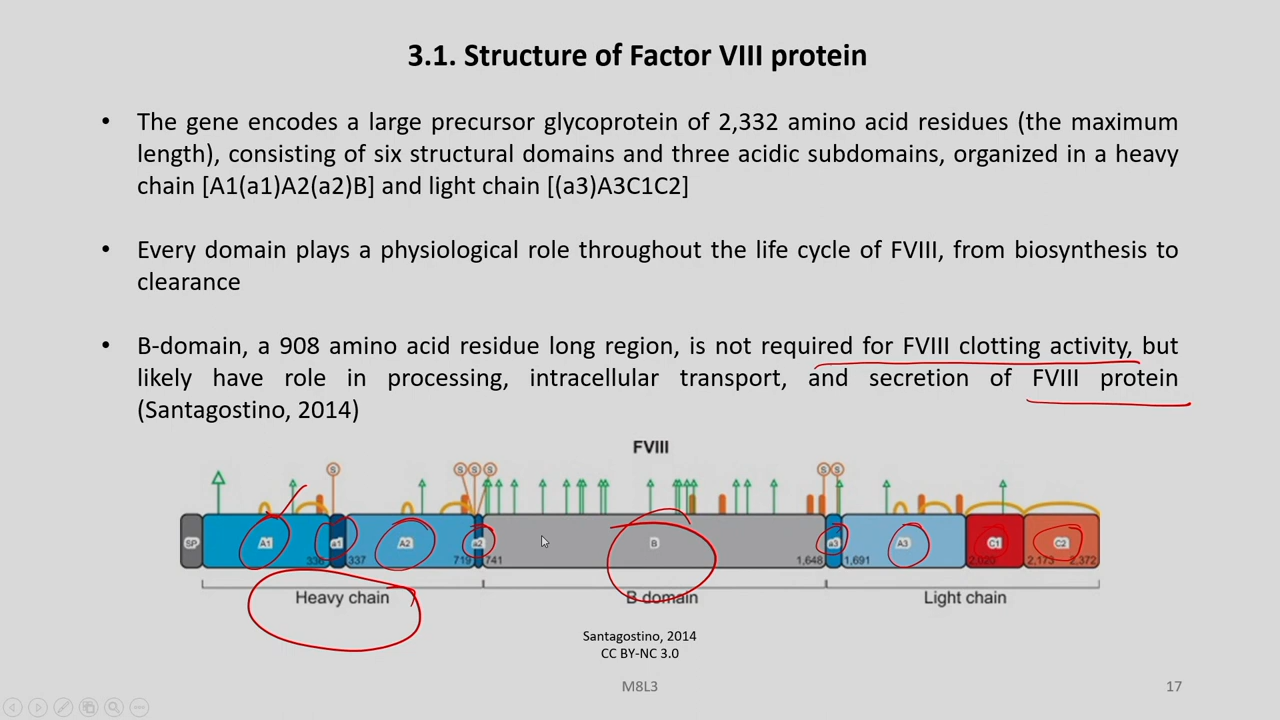 3.1. Structure of Factor VIII protein
• The gene encodes a large precursor glycoprotein of 2,332 amino acid residues (the maximum
length), consisting of six structural domains and three acidic subdomains, organized in a heavy
chain [A1(a1)A2(a2)B] and light chain [(a3)A3C1C2]
• Every domain plays a physiological role throughout the life cycle of FVIII, from biosynthesis to
clearance
• B-domain, a 908 amino acid residue long region, is not required for FVIII clotting activity, but
likely have role in processing, intracellular transport, and secretion of FVIII protein
(Santagostino, 2014)
FVIII
S S S S S S
SP A1 a1 A2 a2 B a3 A3 C1 C2
336 337 719 741 1,648 1,691 2,020 2,173 2,372
Heavy chain B domain Light chain
Santagostino, 2014
CC BY-NC 3.0
M8L3 17